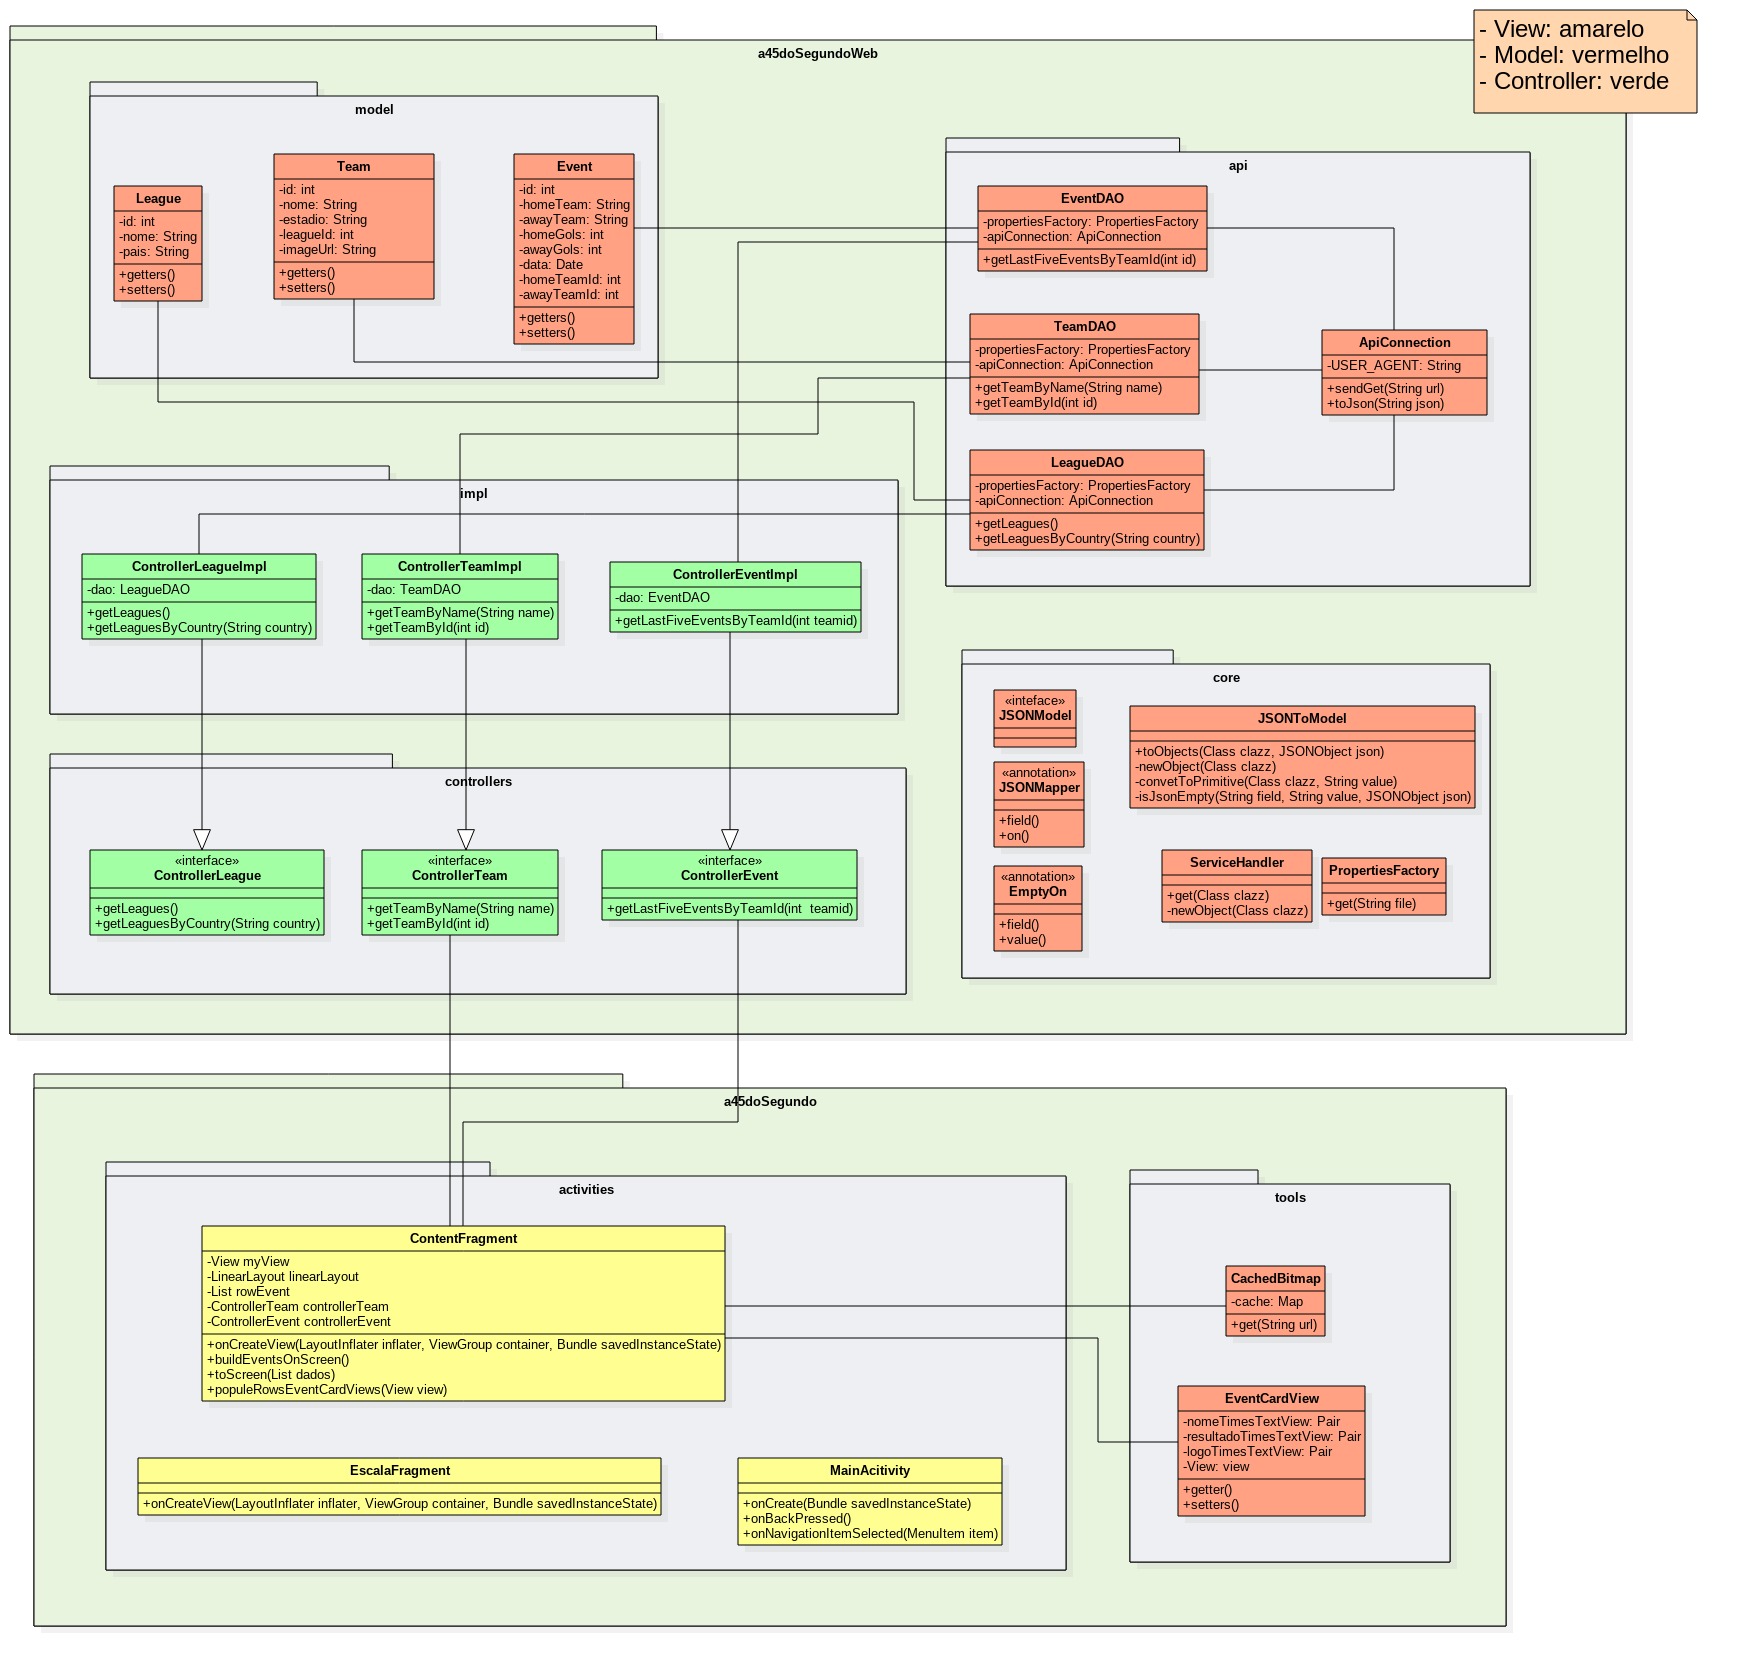 - View: amarelo
- Model: vermelho
- Controller: verde
a45doSegundoWeb
model
League
-id: int
-nome: String
-pais: String
+getters()
+setters()
Team
-id: int
-nome: String
-estadio: String
-leagueId: int
-imageUrl: String
+getters()
+setters()
Event
-id: int
-homeTeam: String
-awayTeam: String
-homeGols: int
-awayGols: int
-data: Date
-homeTeamId: int
-awayTeamId: int
+getters()
+setters()
api
EventDAO
-propertiesFactory: PropertiesFactory
-apiConnection: ApiConnection
+getLastFiveEventsByTeamId(int id)
TeamDAO
-propertiesFactory: PropertiesFactory
-apiConnection: ApiConnection
+getTeamByName(String name)
+getTeamById(int id)
ApiConnection
-USER_AGENT: String
+sendGet(String url)
+toJson(String json)
LeagueDAO
-propertiesFactory: PropertiesFactory
-apiConnection: ApiConnection
+getLeagues()
+getLeaguesByCountry(String country)
impl
ControllerLeagueImpl
-dao: LeagueDAO
+getLeagues()
+getLeaguesByCountry(String country)
ControllerTeamImpl
-dao: TeamDAO
+getTeamByName(String name)
+getTeamById(int id)
ControllerEventImpl
-dao: EventDAO
+getLastFiveEventsByTeamId(int teamid)
core
«inteface»
JSONModel
«annotation»
JSONMapper
+field()
+on()
«annotation»
EmptyOn
+field()
+value()
JSONToModel
+toObjects(Class clazz, JSONObject json)
-newObject(Class clazz)
-convetToPrimitive(Class clazz, String value)
-isJsonEmpty(String field, String value, JSONObject json)
ServiceHandler
+get(Class clazz)
-newObject(Class clazz)
PropertiesFactory
+get(String file)
controllers
«interface»
ControllerLeague
+getLeagues()
+getLeaguesByCountry(String country)
«interface»
ControllerTeam
+getTeamByName(String name)
+getTeamById(int id)
«interface»
ControllerEvent
+getLastFiveEventsByTeamId(int  teamid)
a45doSegundo
activities
ContentFragment
-View myView
-LinearLayout linearLayout
-List rowEvent
-ControllerTeam controllerTeam
-ControllerEvent controllerEvent
+onCreateView(LayoutInflater inflater, ViewGroup container, Bundle savedInstanceState)
+buildEventsOnScreen()
+toScreen(List dados)
+populeRowsEventCardViews(View view)
EscalaFragment
+onCreateView(LayoutInflater inflater, ViewGroup container, Bundle savedInstanceState)
MainAcitivity
+onCreate(Bundle savedInstanceState)
+onBackPressed()
+onNavigationItemSelected(MenuItem item)
tools
CachedBitmap
-cache: Map
+get(String url)
EventCardView
-nomeTimesTextView: Pair
-resultadoTimesTextView: Pair
-logoTimesTextView: Pair
-View: view
+getter()
+setters()